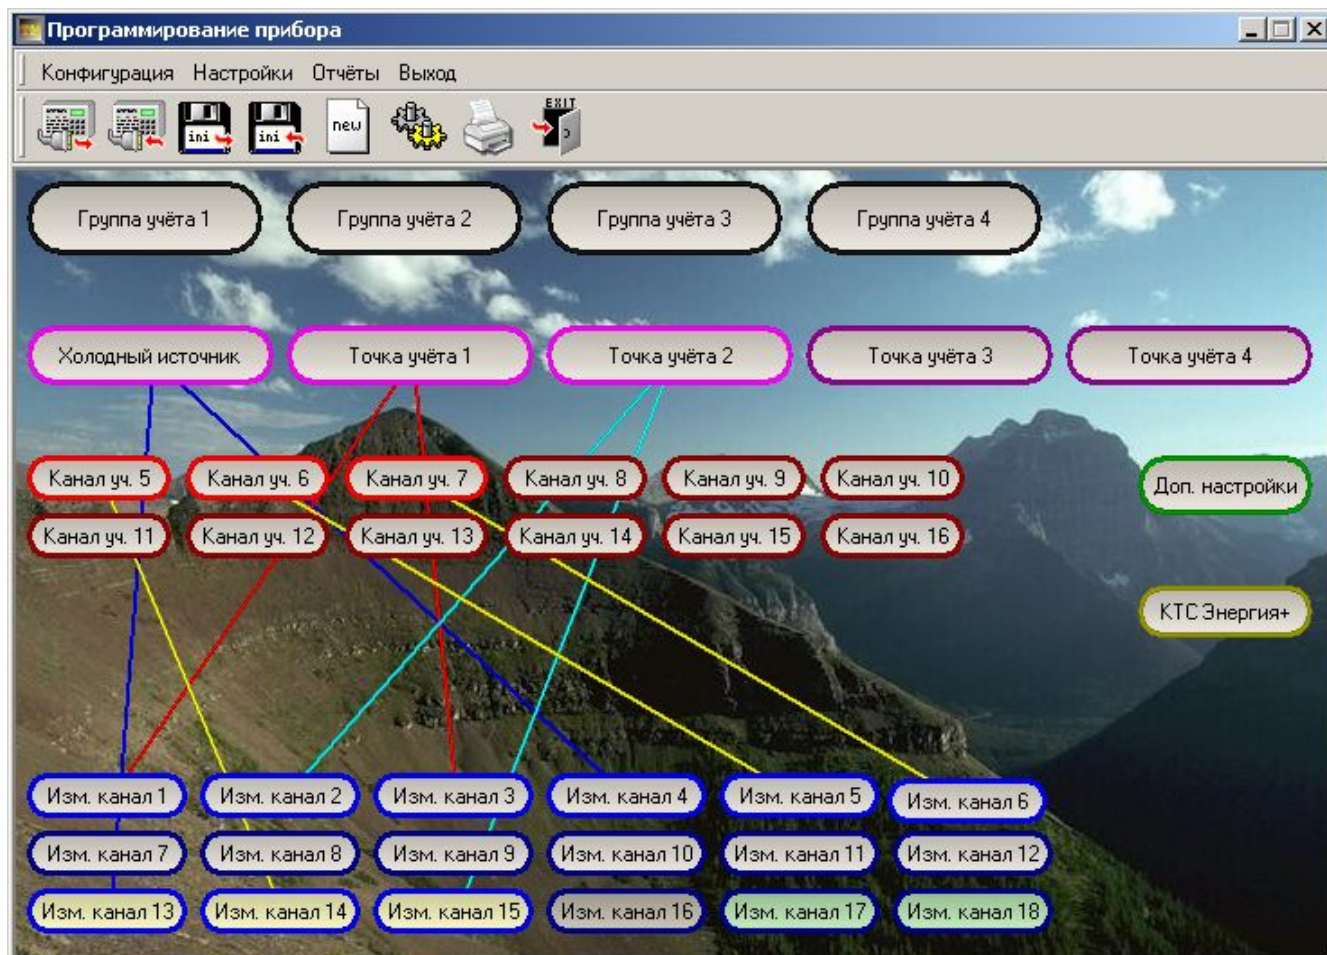 Программирование прибора
Конфигурация Настройки Отчёты Выход
ini ini new EXIT
Группа учёта 1 Группа учёта 2 Группа учёта 3 Группа учёта 4
Холодный источник Точка учёта 1 Точка учёта 2 Точка учёта 3 Точка учёта 4
Канал уч. 5 Канал уч. 6 Канал уч. 7 Канал уч. 8 Канал уч. 9 Канал уч. 10
Доп. настройки
Канал уч. 11 Канал уч. 12 Канал уч. 13 Канал уч. 14 Канал уч. 15 Канал уч. 16
КТС Энергия+
Изм. канал 1 Изм. канал 2 Изм. канал 3 Изм. канал 4 Изм. канал 5 Изм. канал 6
Изм. канал 7 Изм. канал 8 Изм. канал 9 Изм. канал 10 Изм. канал 11 Изм. канал 12
Изм. канал 13 Изм. канал 14 Изм. канал 15 Изм. канал 16 Изм. канал 17 Изм. канал 18